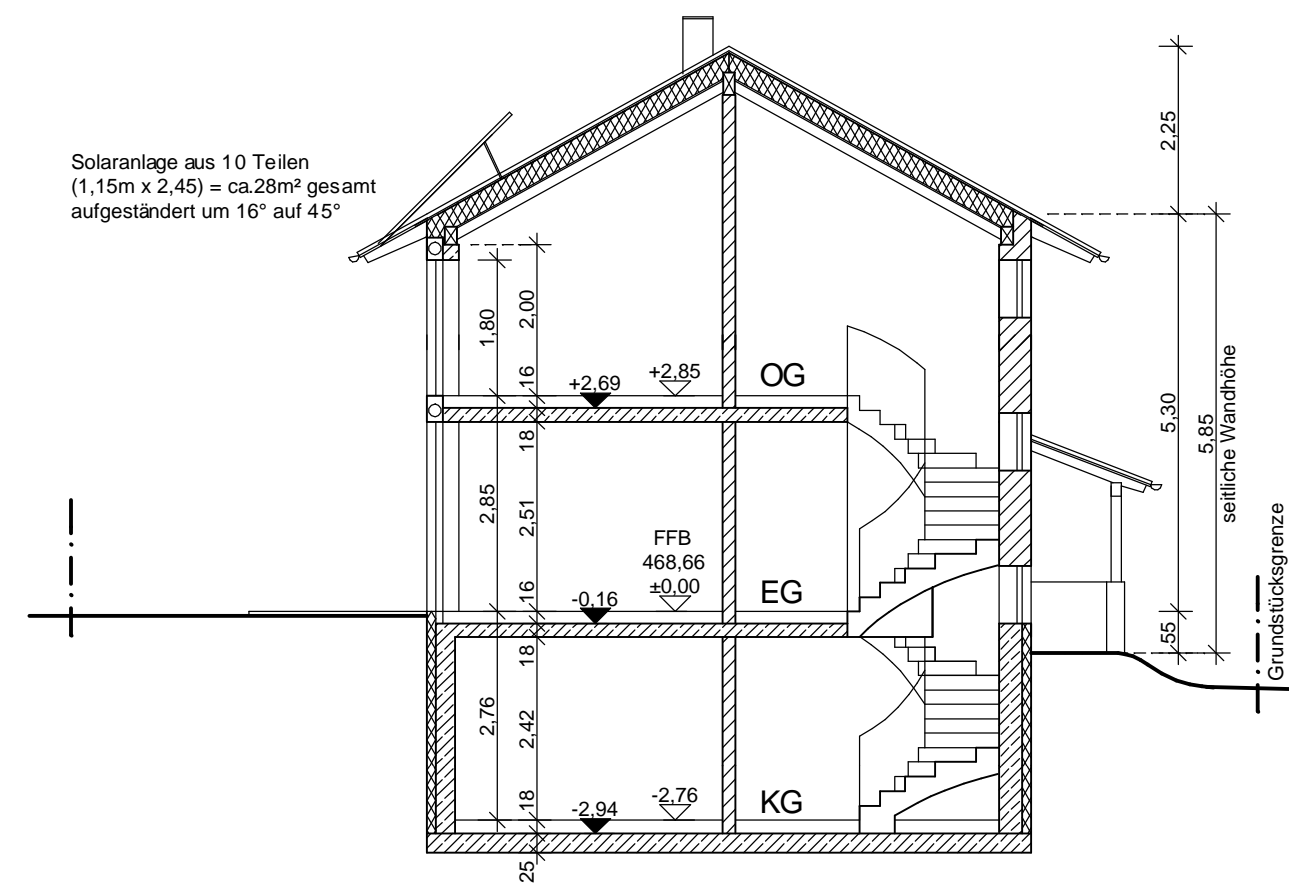 Solaranlage aus 10 Teilen
(1,15m x 2,45) = ca.28m² gesamt
aufgeständert um 16° auf 45°
2,25
1,80
2,00
16
+2,69
+2,85
OG
18
5,30
5,85
seitliche Wandhöhe
2,85
2,51
FFB
468,66
±0,00
16
-0,16
EG
55
Grundstücksgrenze
18
2,76
2,42
18
-2,94
-2,76
KG
25